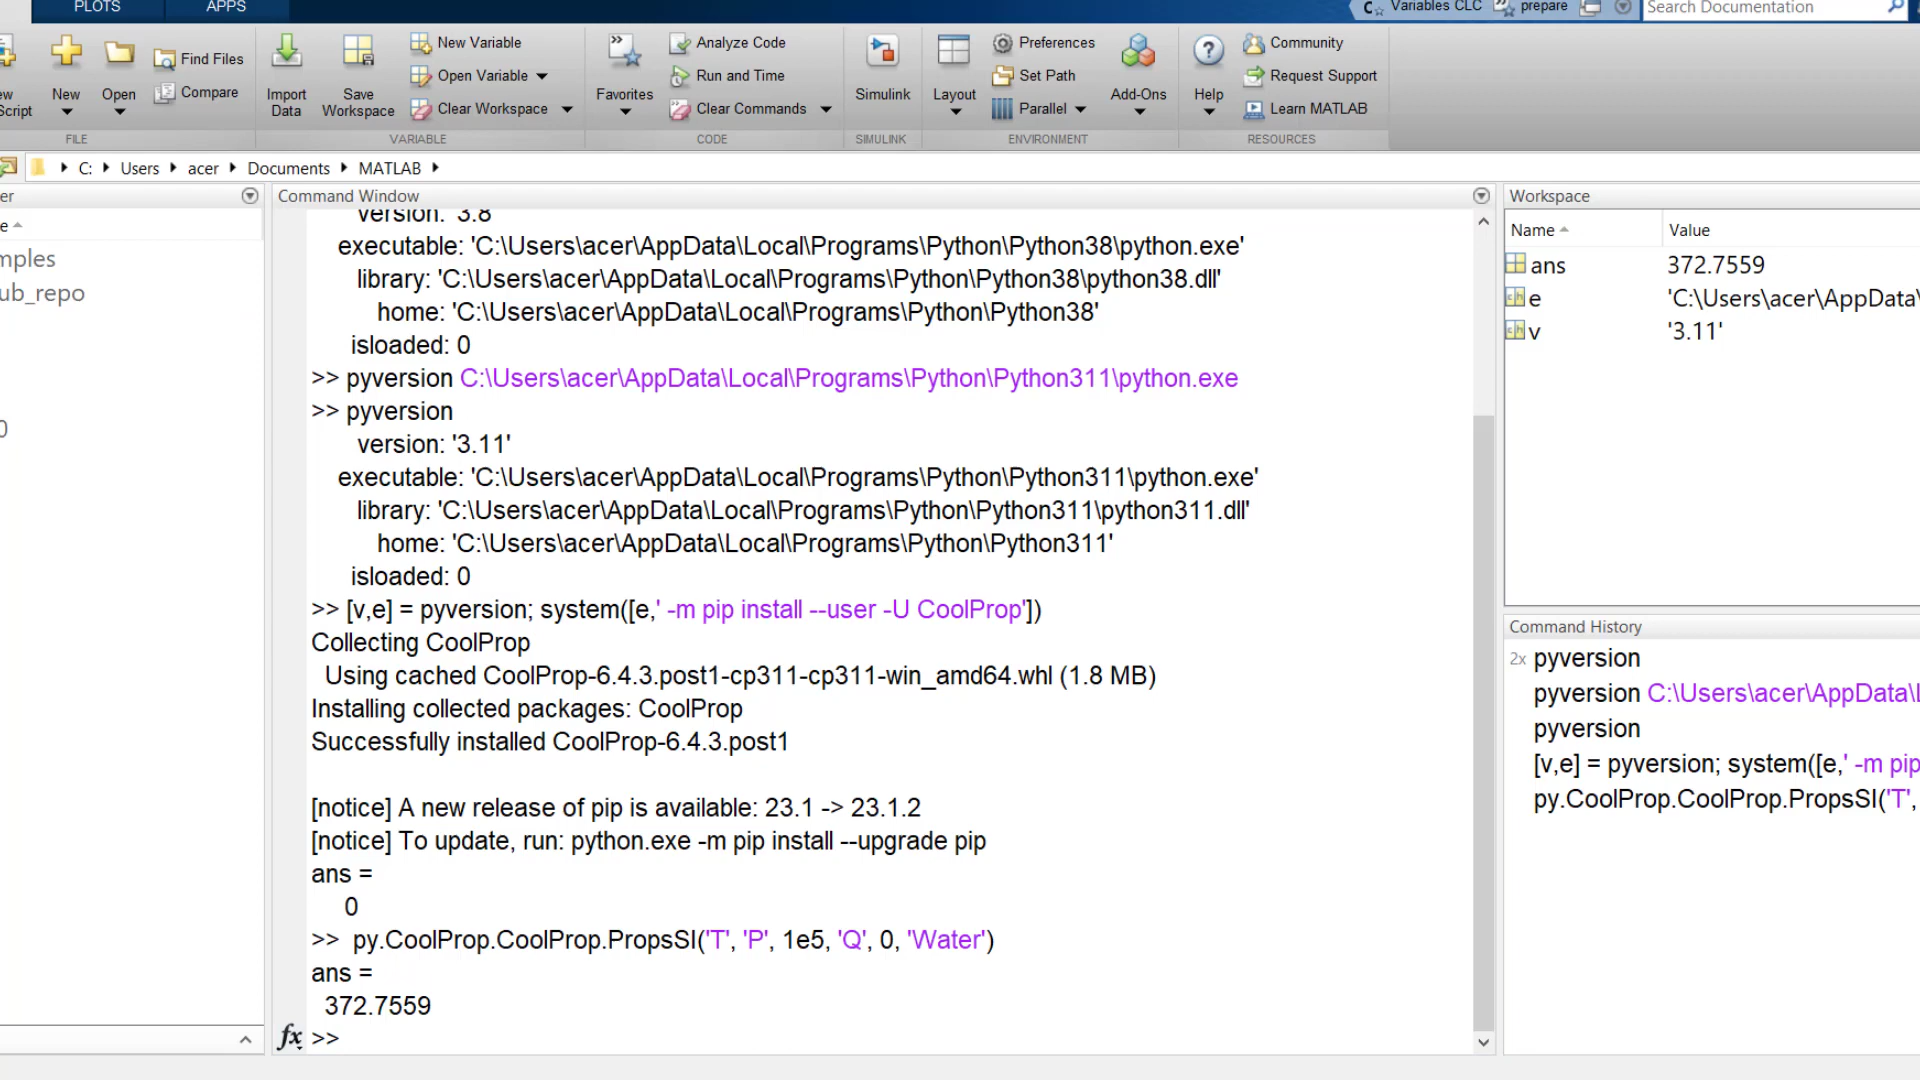 PLOTS APPS Variables CLC prepare Search Documentation
New Variable Analyze Code Preferences Community
Find Files Open Variable Run and Time Set Path Request Support
New Open Compare Import Data Save Workspace Clear Workspace Favorites Clear Commands Simulink Layout Parallel Add-Ons Help Learn MATLAB
Script
FILE VARIABLE CODE SIMULINK ENVIRONMENT RESOURCES
C: Users acer Documents MATLAB
er Command Window Workspace
e
mples
ub_repo
0
version: '3.8
executable: 'C:\Users\acer\AppData\Local\Programs\Python\Python38\python.exe'
library: 'C:\Users\acer\AppData\Local\Programs\Python\Python38\python38.dll'
home: 'C:\Users\acer\AppData\Local\Programs\Python\Python38'
isloaded: 0
>> pyversion C:\Users\acer\AppData\Local\Programs\Python\Python311\python.exe
>> pyversion
version: '3.11'
executable: 'C:\Users\acer\AppData\Local\Programs\Python\Python311\python.exe'
library: 'C:\Users\acer\AppData\Local\Programs\Python\Python311\python311.dll'
home: 'C:\Users\acer\AppData\Local\Programs\Python\Python311'
isloaded: 0
>> [v,e] = pyversion; system([e,' -m pip install --user -U CoolProp'])
Collecting CoolProp
Using cached CoolProp-6.4.3.post1-cp311-cp311-win_amd64.whl (1.8 MB)
Installing collected packages: CoolProp
Successfully installed CoolProp-6.4.3.post1
[notice] A new release of pip is available: 23.1 -> 23.1.2
[notice] To update, run: python.exe -m pip install --upgrade pip
ans =
0
>> py.CoolProp.CoolProp.PropsSI('T', 'P', 1e5, 'Q', 0, 'Water')
ans =
372.7559
fx >>
Name Value
ans 372.7559
e 'C:\Users\acer\AppData\
v '3.11'
Command History
2x pyversion
pyversion C:\Users\acer\AppData\L
pyversion
[v,e] = pyversion; system([e,' -m pip
py.CoolProp.CoolProp.PropsSI('T',